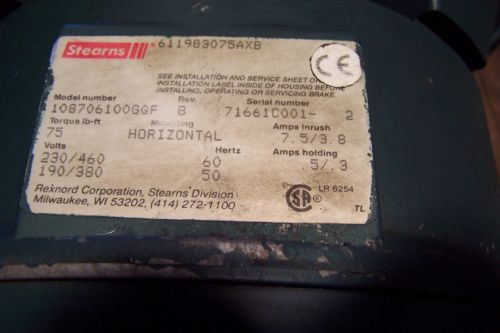 Stearns 611983075AXB
CE
SEE INSTALLATION AND SERVICE SHEET ON
INSTALLATION LABEL INSIDE OF HOUSING BEFORE
INSTALLING, OPERATING OR SERVICING BRAKE.
Model number Rev. Serial number
108706100GQF B 71661C001- 2
Torque lb-ft Mounting Amps inrush
75 HORIZONTAL 7.5/3.8
Volts Hertz Amps holding
230/460 60 5/.3
190/380 50
Rexnord Corporation, Stearns Division
Milwaukee, WI 53202, (414) 272-1100
SA LR 6254
TL